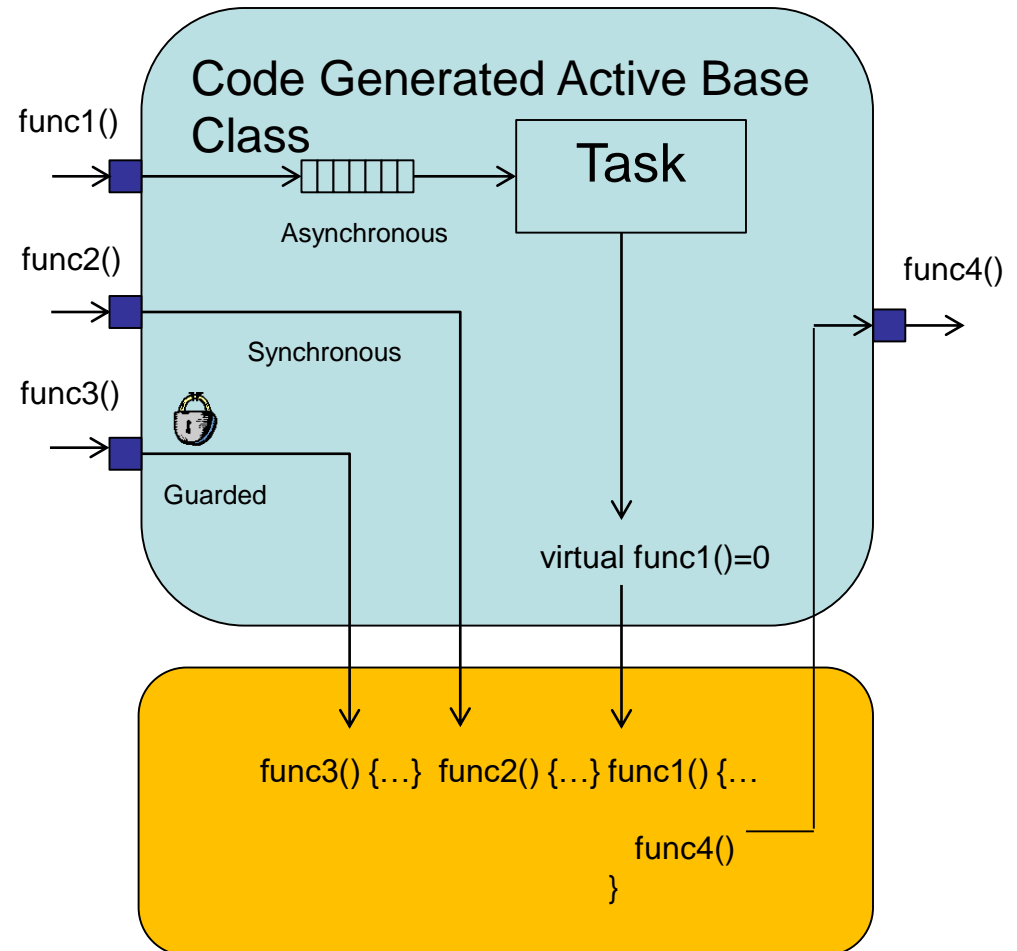 Code Generated Active Base
Class
func1()
Task
Asynchronous
func2()
func4()
Synchronous
func3()
Guarded
virtual func1()=0
func3() {…} func2() {…} func1() {…
func4()
}